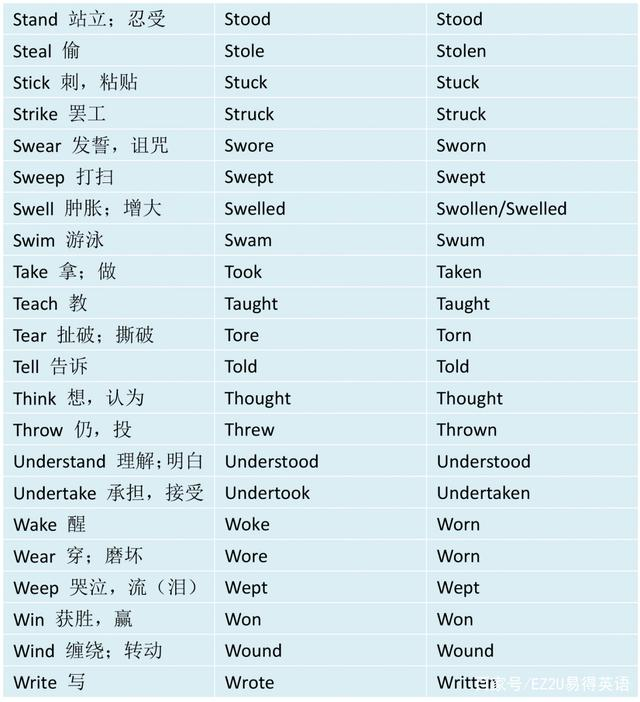 Stand 站立；忍受 Stood Stood
Steal 偷 Stole Stolen
Stick 刺，粘贴 Stuck Stuck
Strike 罢工 Struck Struck
Swear 发誓，诅咒 Swore Sworn
Sweep 打扫 Swept Swept
Swell 肿胀；增大 Swelled Swollen/Swelled
Swim 游泳 Swam Swum
Take 拿；做 Took Taken
Teach 教 Taught Taught
Tear 扯破；撕破 Tore Torn
Tell 告诉 Told Told
Think 想，认为 Thought Thought
Throw 仍，投 Threw Thrown
Understand 理解；明白 Understood Understood
Undertake 承担，接受 Undertook Undertaken
Wake 醒 Woke Worn
Wear 穿；磨坏 Wore Worn
Weep 哭泣，流（泪） Wept Wept
Win 获胜，赢 Won Won
Wind 缠绕；转动 Wound Wound
Write 写 Wrote Written
家号/EZ2U易得英语